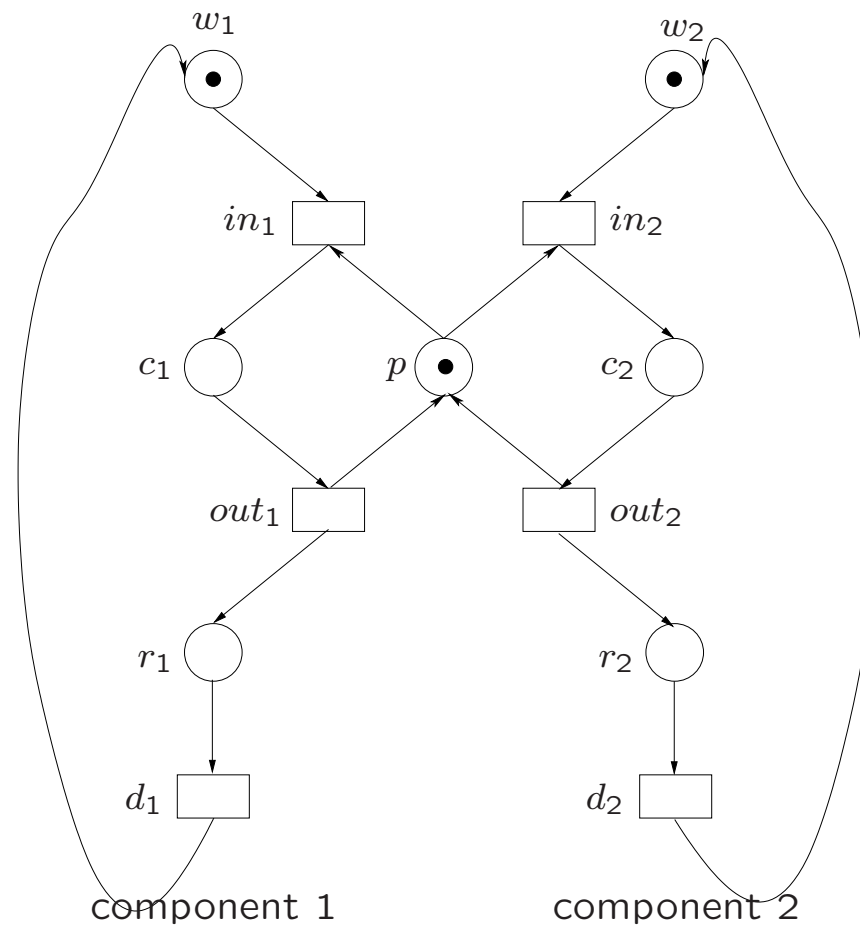 w₁ w₂
in₁ in₂
c₁ p c₂
out₁ out₂
r₁ r₂
d₁ d₂
component 1 component 2